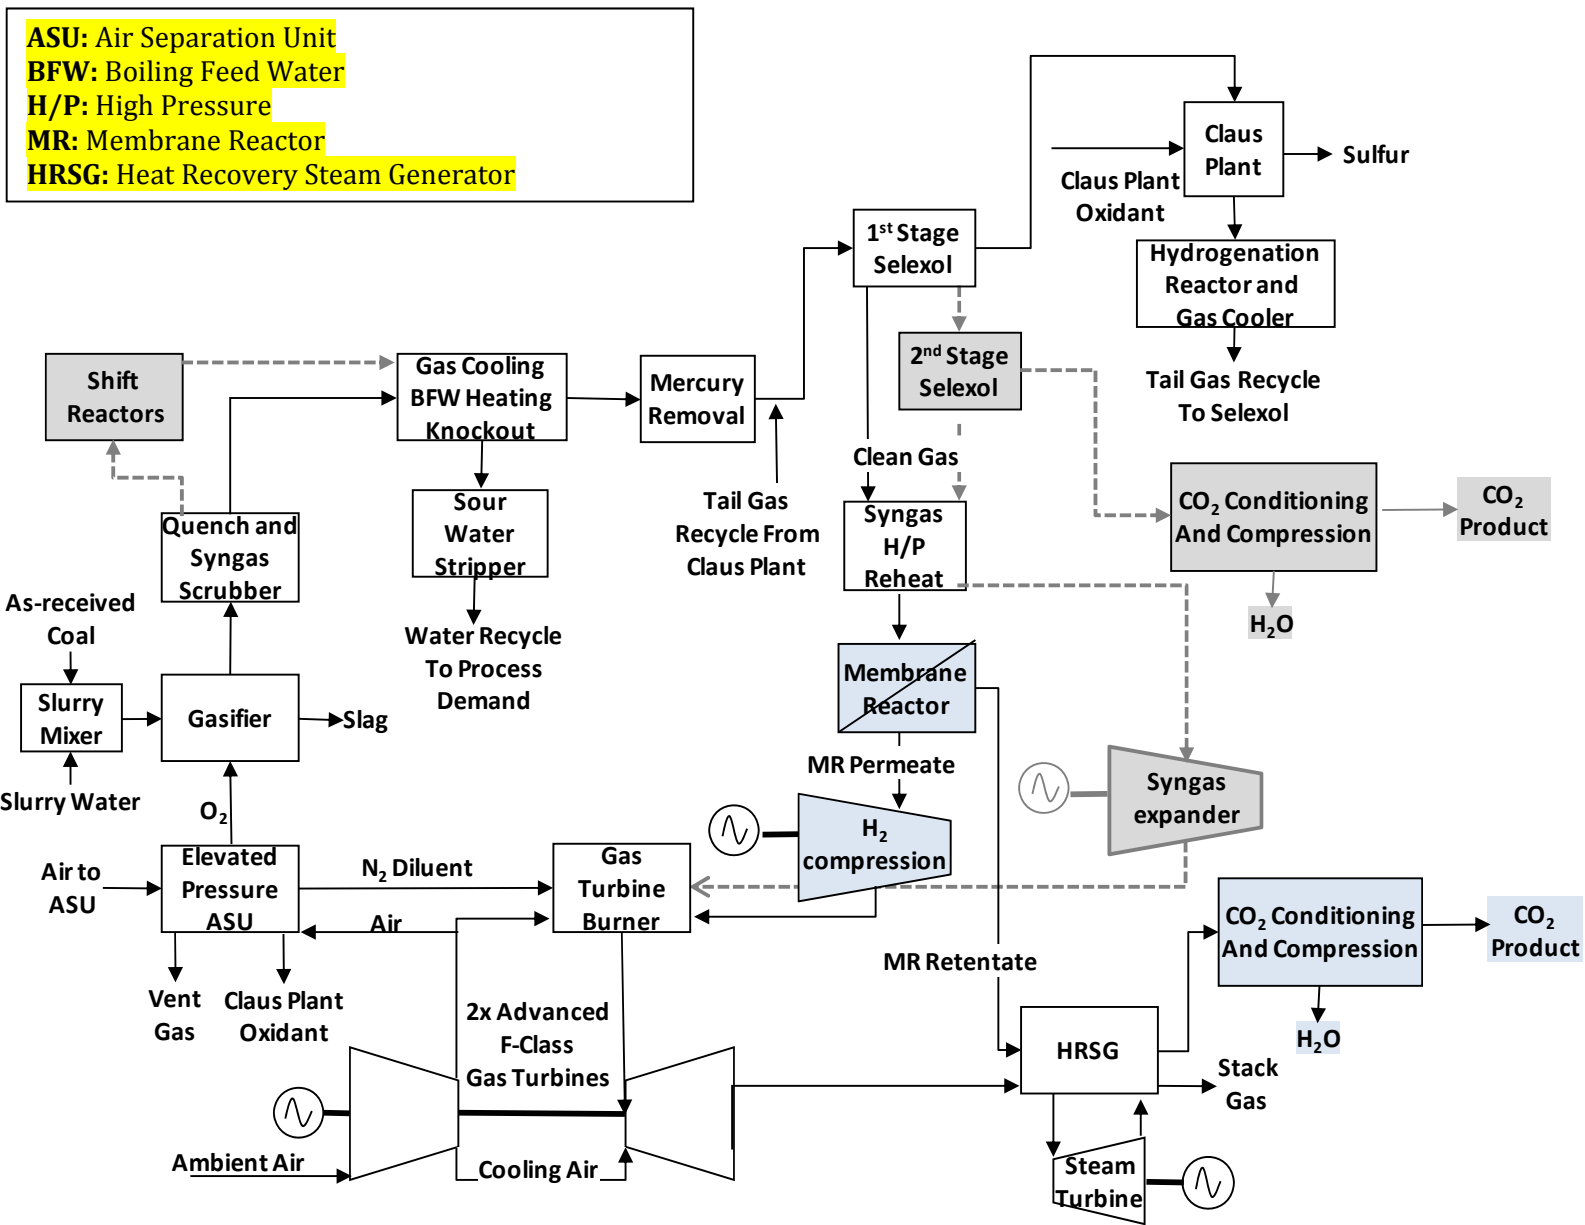 ASU: Air Separation Unit
BFW: Boiling Feed Water
H/P: High Pressure
MR: Membrane Reactor
HRSG: Heat Recovery Steam Generator
Claus
Plant
Sulfur
Claus Plant
Oxidant
1st Stage
Selexol
Hydrogenation
Reactor and
Gas Cooler
Tail Gas Recycle
To Selexol
2nd Stage
Selexol
Shift
Reactors
Gas Cooling
BFW Heating
Knockout
Mercury
Removal
Clean Gas
Tail Gas
Recycle From
Claus Plant
CO2 Conditioning
And Compression
CO2
Product
H2O
Quench and
Syngas
Scrubber
Sour
Water
Stripper
Syngas
H/P
Reheat
As-received
Coal
Water Recycle
To Process
Demand
Slurry
Mixer
Gasifier
Slag
Membrane
Reactor
Slurry Water
O2
MR Permeate
Syngas
expander
H2
compression
Air to
ASU
Elevated
Pressure
ASU
N2 Diluent
Gas
Turbine
Burner
Air
Vent
Gas
Claus Plant
Oxidant
MR Retentate
CO2 Conditioning
And Compression
CO2
Product
H2O
2x Advanced
F-Class
Gas Turbines
HRSG
Stack
Gas
Ambient Air
Cooling Air
Steam
Turbine